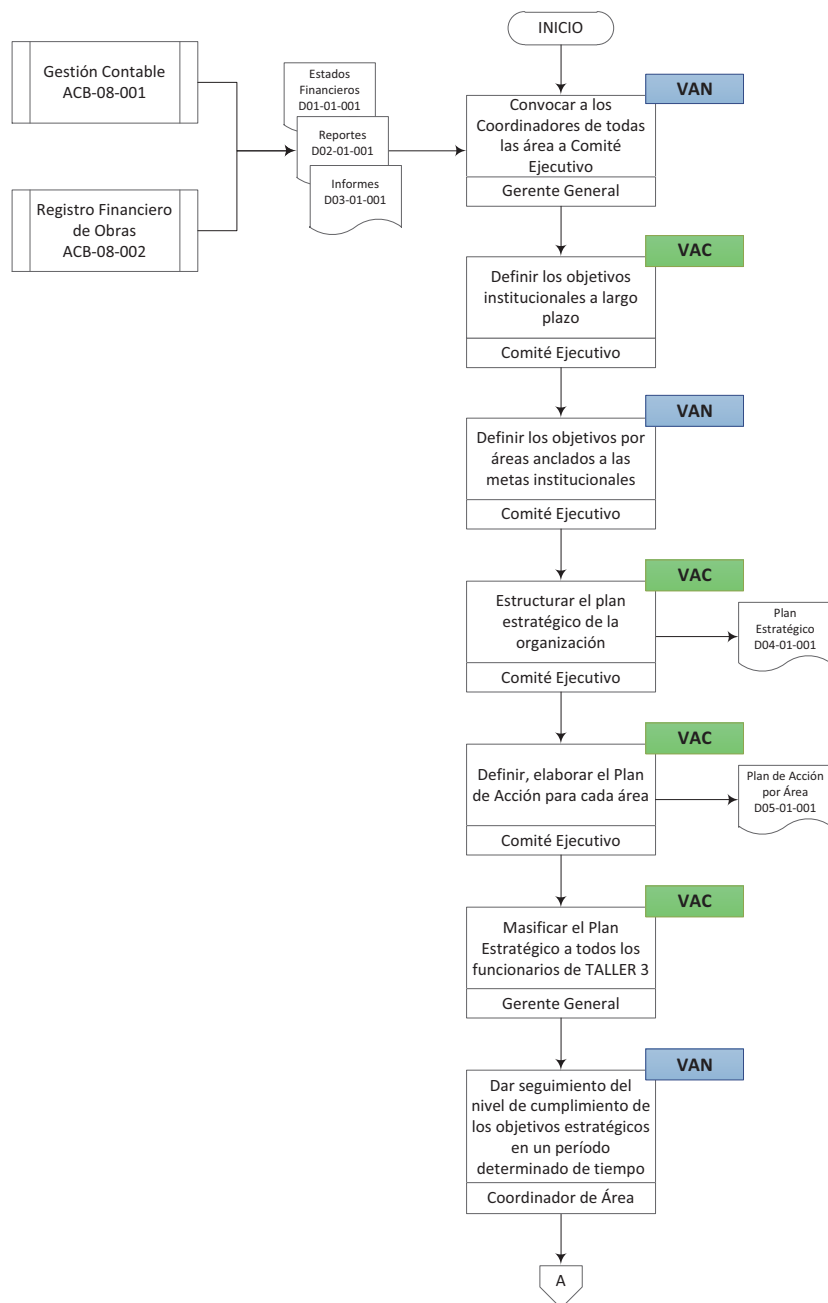 INICIO
Gestión Contable
ACB-08-001
Registro Financiero
de Obras
ACB-08-002
Estados
Financieros
D01-01-001
Reportes
D02-01-001
Informes
D03-01-001
VAN
Convocar a los
Coordinadores de todas
las área a Comité
Ejecutivo
Gerente General
VAC
Definir los objetivos
institucionales a largo
plazo
Comité Ejecutivo
VAN
Definir los objetivos por
áreas anclados a las
metas institucionales
Comité Ejecutivo
VAC
Estructurar el plan
estratégico de la
organización
Comité Ejecutivo
Plan
Estratégico
D04-01-001
VAC
Definir, elaborar el Plan
de Acción para cada área
Comité Ejecutivo
Plan de Acción
por Área
D05-01-001
VAC
Masificar el Plan
Estratégico a todos los
funcionarios de TALLER 3
Gerente General
VAN
Dar seguimiento del
nivel de cumplimiento de
los objetivos estratégicos
en un período
determinado de tiempo
Coordinador de Área
A